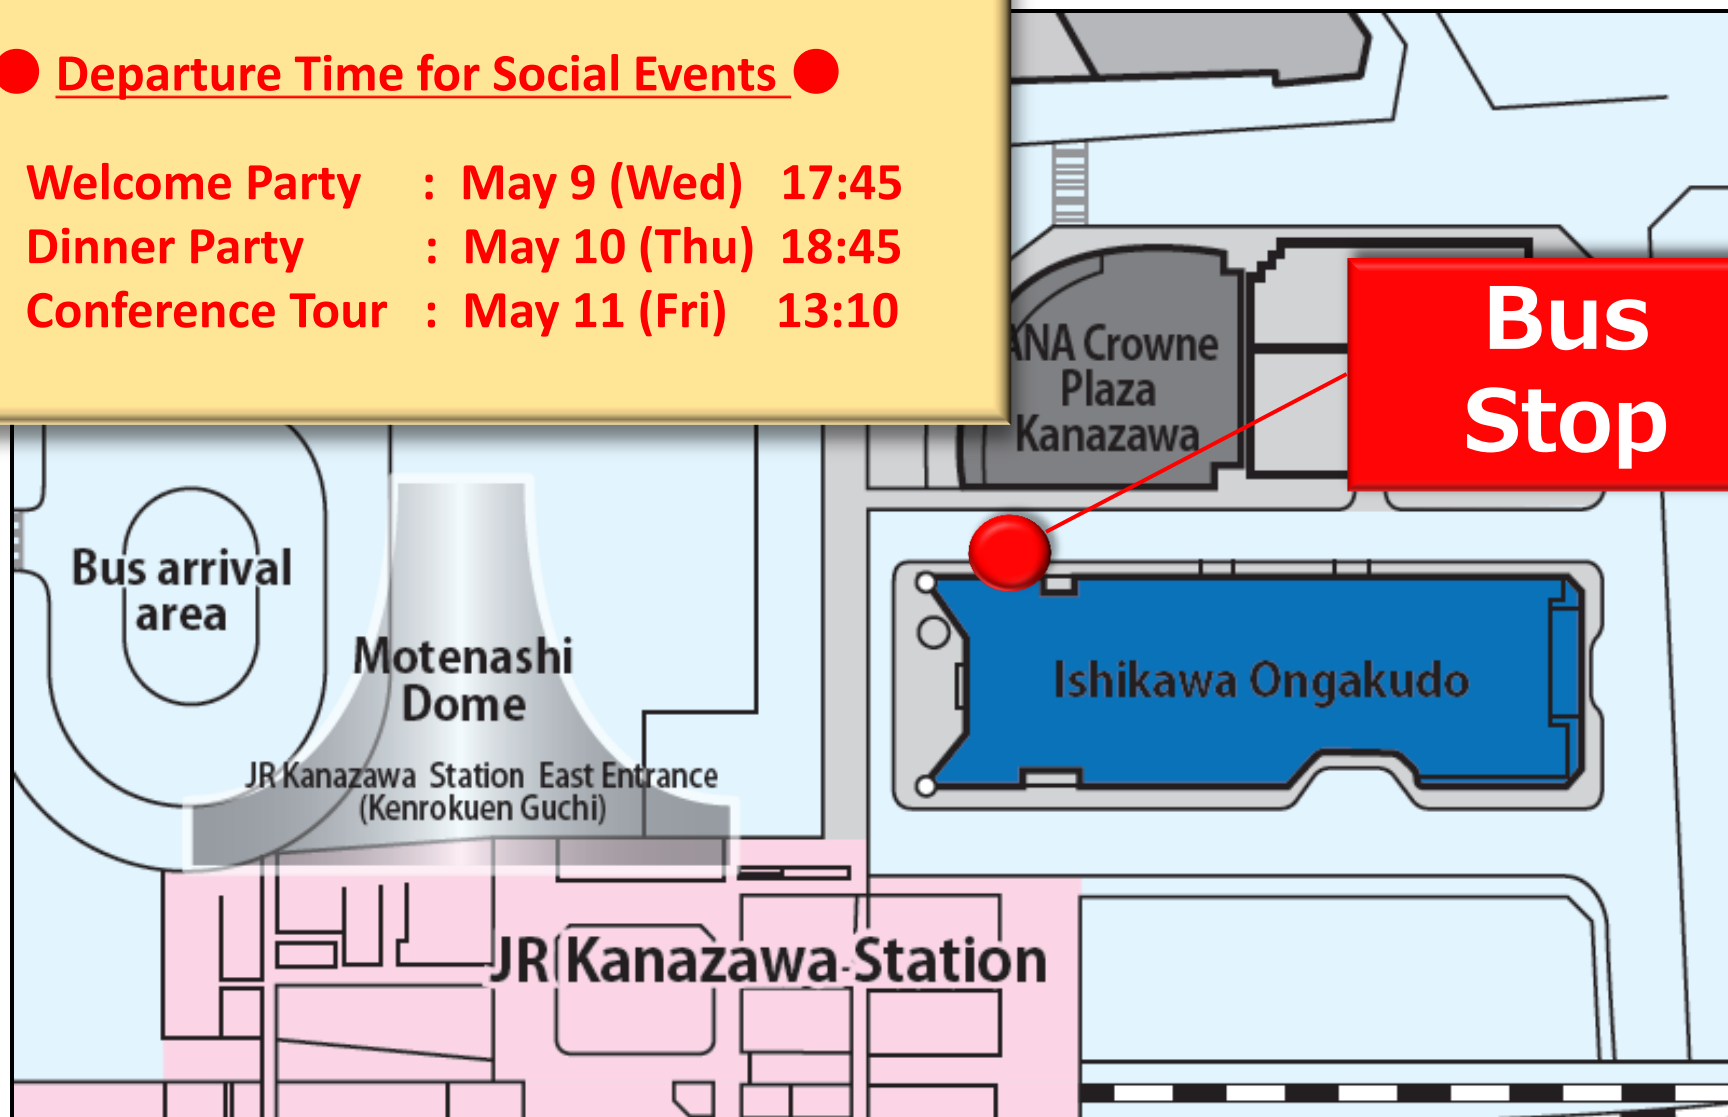 Departure Time for Social Events
Welcome Party : May 9 (Wed) 17:45
Dinner Party : May 10 (Thu) 18:45
Conference Tour : May 11 (Fri) 13:10
ANA Crowne
Plaza
Kanazawa
Bus
Stop
Bus arrival
area
Motenashi
Dome
JR Kanazawa Station East Entrance
(Kenrokuen Guchi)
Ishikawa Ongakudo
JR Kanazawa Station